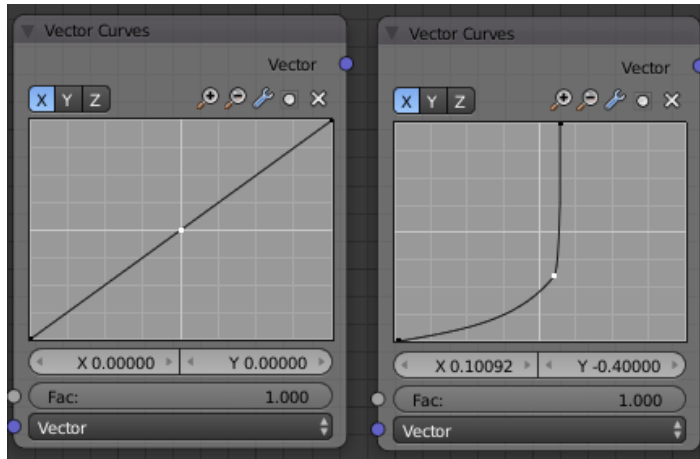 Vector Curves
Vector
X Y Z
X 0.00000 Y 0.00000
Fac: 1.000
Vector
Vector Curves
Vector
X Y Z
X 0.10092 Y -0.40000
Fac: 1.000
Vector